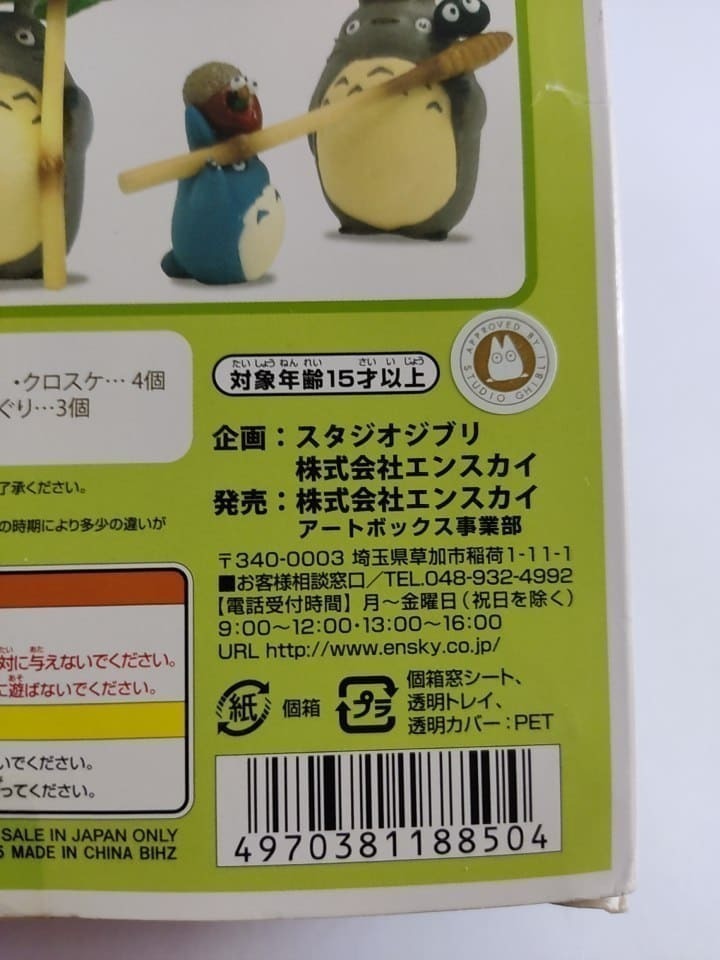 ・クロスケ… 4個
ぐり…3個
たいしょうねんれい さいいじょう
対象年齢15才以上
APPROVED BY STUDIO GHIBLI
企画：スタジオジブリ
株式会社エンスカイ
発売：株式会社エンスカイ
アートボックス事業部
〒340-0003 埼玉県草加市稲荷1-11-1
■お客様相談窓口／TEL.048-932-4992
【電話受付時間】月〜金曜日（祝日を除く）
9:00〜12:00・13:00〜16:00
URL http://www.ensky.co.jp/
了承ください。
の時期により多少の違いが
対に与えないでください。
に遊ばないでください。
いでください。
ってください。
紙 個箱
プラ 個箱窓シート、
透明トレイ、
透明カバー：PET
SALE IN JAPAN ONLY
MADE IN CHINA BIHZ
4970381188504